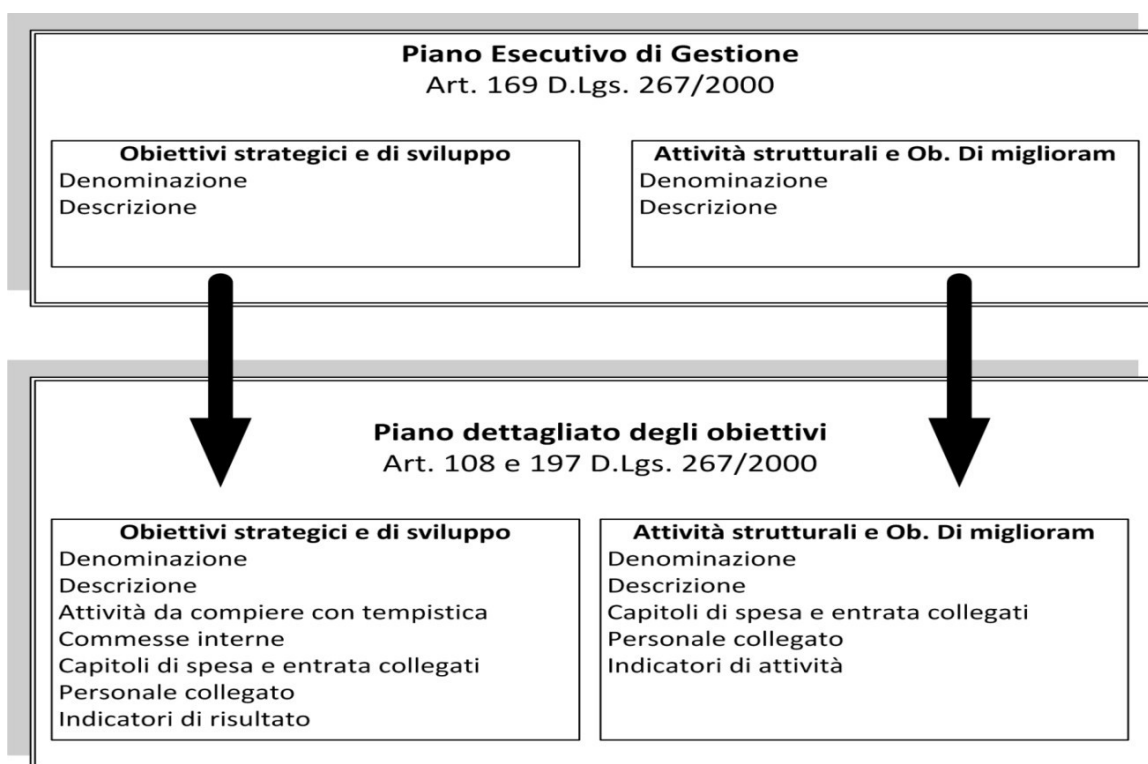 Piano Esecutivo di Gestione
Art. 169 D.Lgs. 267/2000
Obiettivi strategici e di sviluppo
Denominazione
Descrizione
Attività strutturali e Ob. Di miglioram
Denominazione
Descrizione
Piano dettagliato degli obiettivi
Art. 108 e 197 D.Lgs. 267/2000
Obiettivi strategici e di sviluppo
Denominazione
Descrizione
Attività da compiere con tempistica
Commesse interne
Capitoli di spesa e entrata collegati
Personale collegato
Indicatori di risultato
Attività strutturali e Ob. Di miglioram
Denominazione
Descrizione
Capitoli di spesa e entrata collegati
Personale collegato
Indicatori di attività